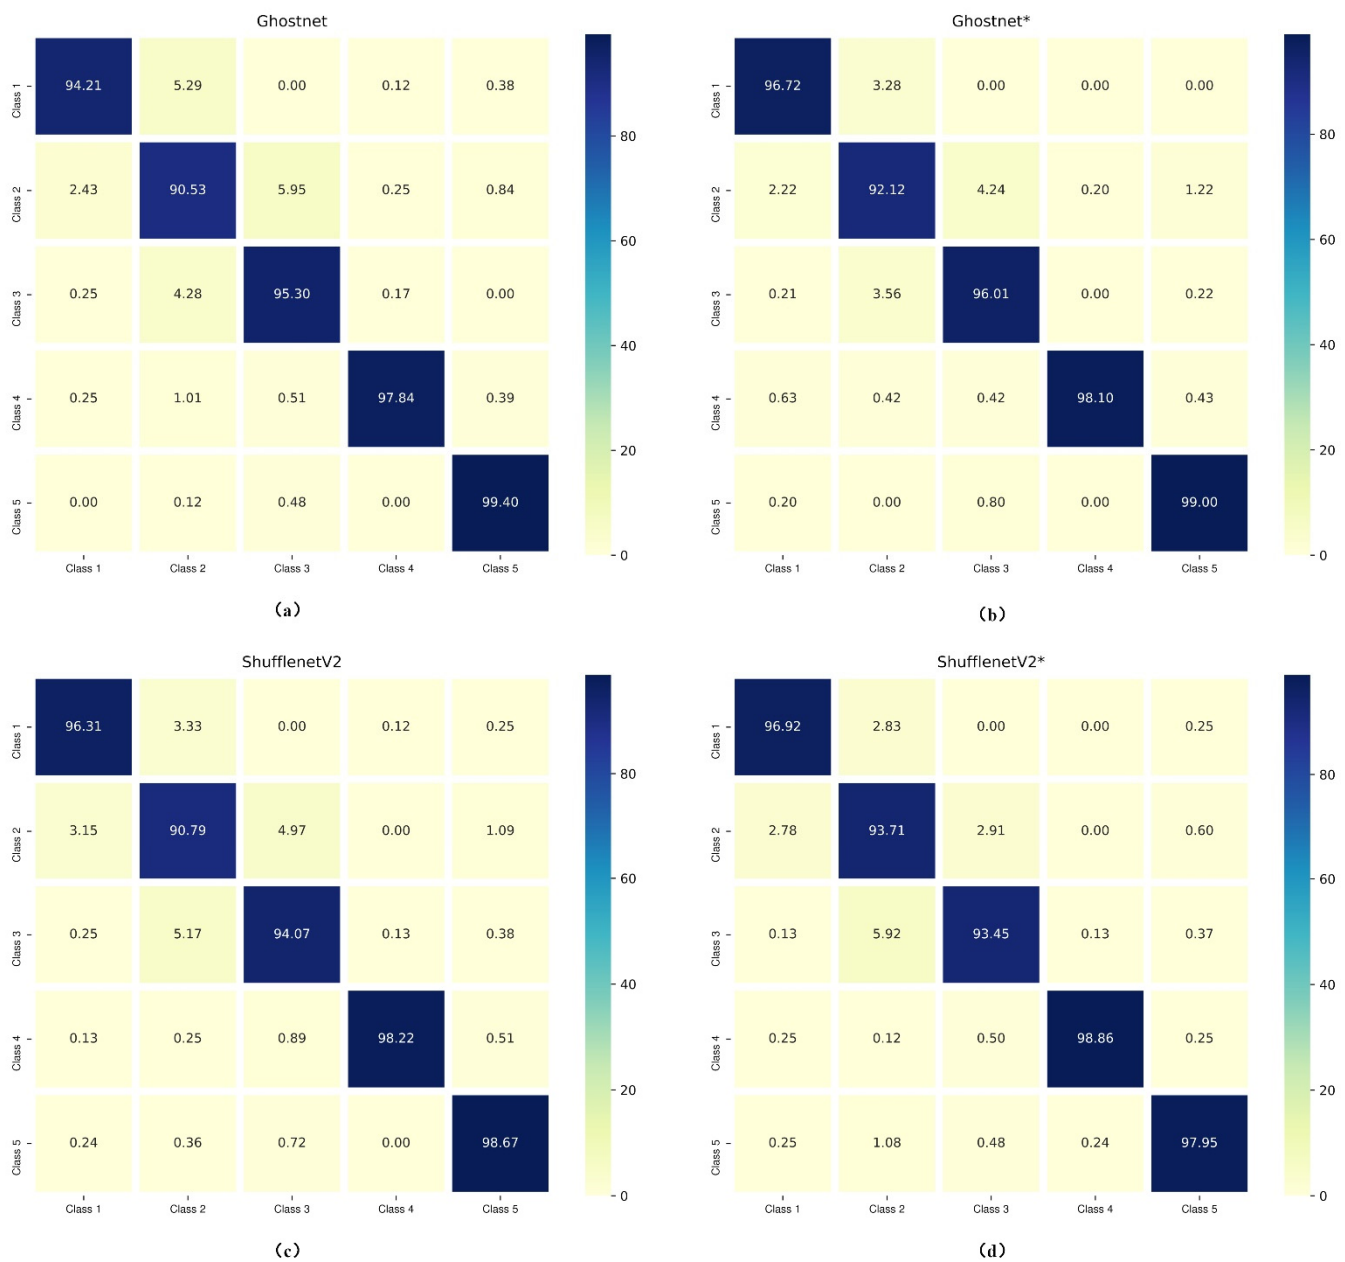 Ghostnet
Class 1 94.21 5.29 0.00 0.12 0.38
Class 2 2.43 90.53 5.95 0.25 0.84
Class 3 0.25 4.28 95.30 0.17 0.00
Class 4 0.25 1.01 0.51 97.84 0.39
Class 5 0.00 0.12 0.48 0.00 99.40
Class 1 Class 2 Class 3 Class 4 Class 5
80
60
40
20
0
(a)
Ghostnet*
Class 1 96.72 3.28 0.00 0.00 0.00
Class 2 2.22 92.12 4.24 0.20 1.22
Class 3 0.21 3.56 96.01 0.00 0.22
Class 4 0.63 0.42 0.42 98.10 0.43
Class 5 0.20 0.00 0.80 0.00 99.00
Class 1 Class 2 Class 3 Class 4 Class 5
80
60
40
20
0
(b)
ShufflenetV2
Class 1 96.31 3.33 0.00 0.12 0.25
Class 2 3.15 90.79 4.97 0.00 1.09
Class 3 0.25 5.17 94.07 0.13 0.38
Class 4 0.13 0.25 0.89 98.22 0.51
Class 5 0.24 0.36 0.72 0.00 98.67
Class 1 Class 2 Class 3 Class 4 Class 5
80
60
40
20
0
(c)
ShufflenetV2*
Class 1 96.92 2.83 0.00 0.00 0.25
Class 2 2.78 93.71 2.91 0.00 0.60
Class 3 0.13 5.92 93.45 0.13 0.37
Class 4 0.25 0.12 0.50 98.86 0.25
Class 5 0.25 1.08 0.48 0.24 97.95
Class 1 Class 2 Class 3 Class 4 Class 5
80
60
40
20
0
(d)